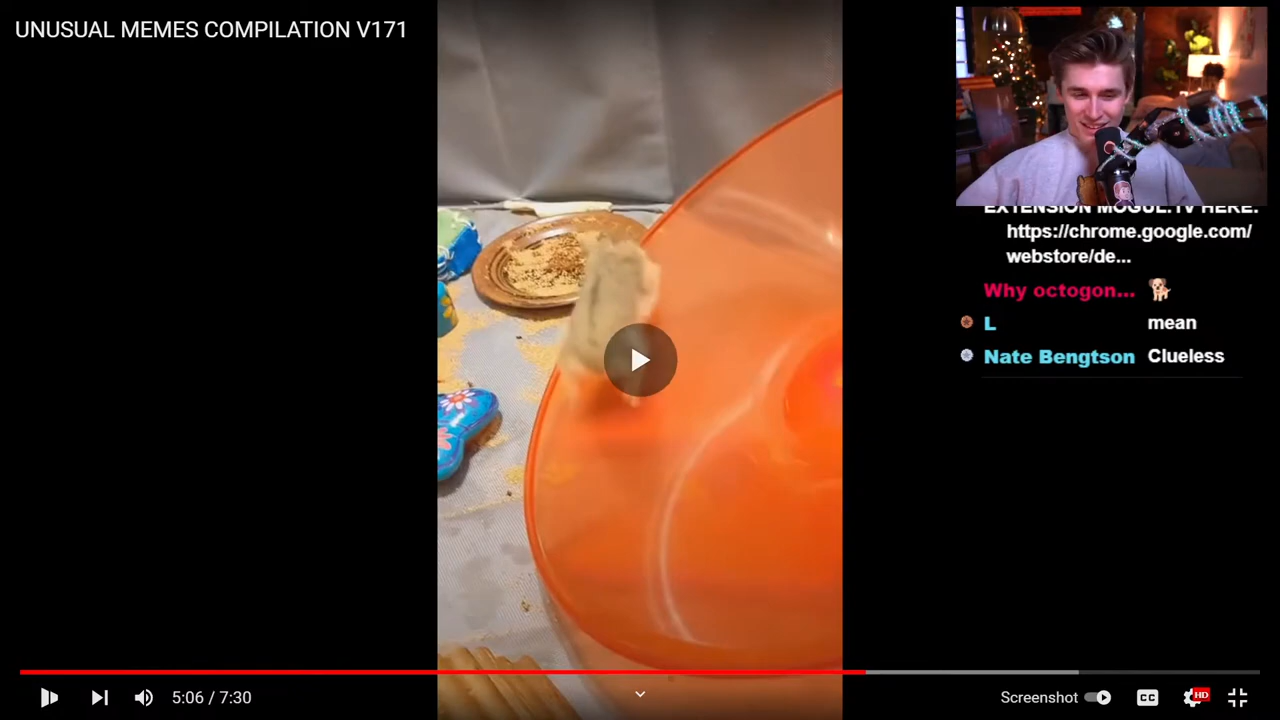 UNUSUAL MEMES COMPILATION V171
EXTENSION MOGUL.TV HERE:
https://chrome.google.com/
webstore/de...
Why octogon...
L mean
Nate Bengtson Clueless
5:06 / 7:30
Screenshot
CC
HD